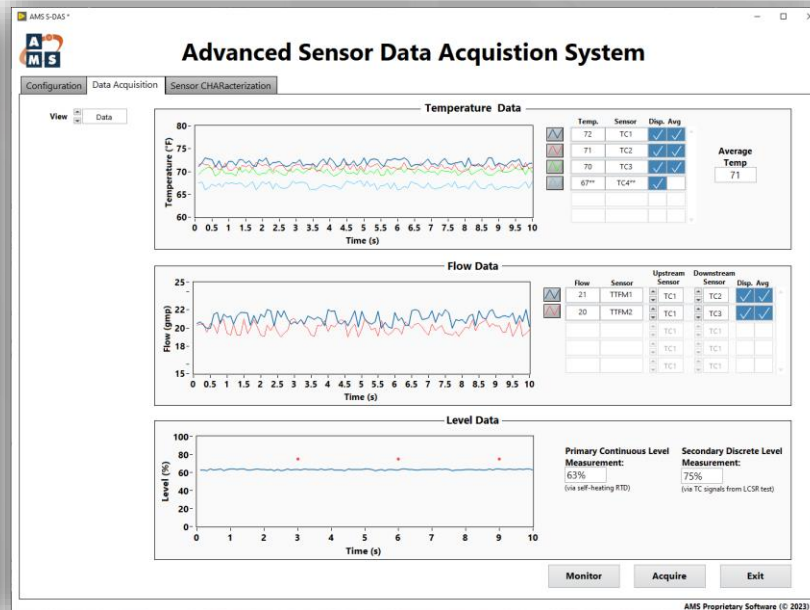 AMS S-DAS *
AMS
Advanced Sensor Data Acquistion System
Configuration Data Acquisition Sensor CHARacterization
View Data
Temperature Data
80
75
70
65
60
Temperature (°F)
0 0.5 1 1.5 2 2.5 3 3.5 4 4.5 5 5.5 6 6.5 7 7.5 8 8.5 9 9.5 10
Time (s)
Temp. Sensor Disp. Avg
72 TC1
71 TC2
70 TC3
67** TC4**
Average
Temp
71
Flow Data
25
22
20
18
15
Flow (gmp)
0 0.5 1 1.5 2 2.5 3 3.5 4 4.5 5 5.5 6 6.5 7 7.5 8 8.5 9 9.5 10
Time (s)
Flow Sensor Upstream Sensor Downstream Sensor Disp. Avg
21 TTFM1 TC1 TC2
20 TTFM2 TC1 TC3
TC1 TC1
TC1 TC1
TC1 TC1
Level Data
100
80
60
40
20
0
Level (%)
0 1 2 3 4 5 6 7 8 9 10
Time (s)
Primary Continuous Level
Measurement:
63%
(via self-heating RTD)
Secondary Discrete Level
Measurement:
75%
(via TC signals from LCSR test)
Monitor Acquire Exit
AMS Proprietary Software (© 2023)